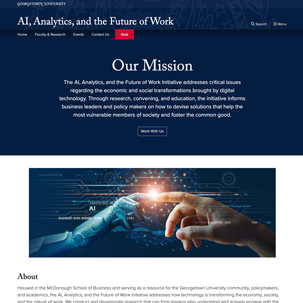 GEORGETOWN UNIVERSITY
AI, Analytics, and the Future of Work
Search
Menu
Home
Faculty & Research
Events
Contact Us
Give
Our Mission
The AI, Analytics, and the Future of Work Initiative addresses critical issues
regarding the economic and social transformations brought by digital
technology. Through research, convening, and education, the initiative informs
business leaders and policy makers on how to devise solutions that help the
most vulnerable members of society and foster the common good.
Work With Us
AI
About
Housed in the McDonough School of Business and serving as a resource for the Georgetown University community, policymakers,
and academics, the AI, Analytics, and the Future of Work Initiative addresses how technology is transforming the economy, society,
and the nature of work. We conduct and disseminate research that can from leaders who understand and actively engage with the